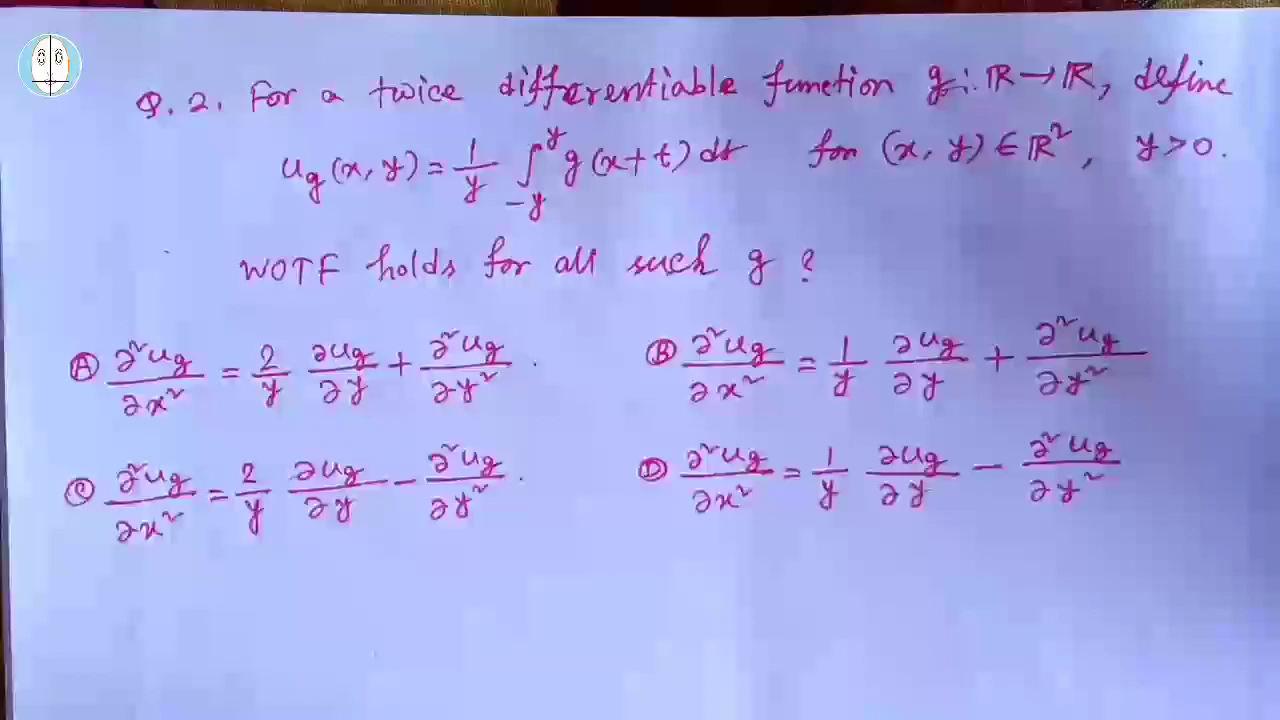 Q. 2. For a twice differentiable function g : ℝ → ℝ, define
u_g(x, y) = 1/y ∫_{-y}^{y} g(x+t) dt for (x, y) ∈ ℝ², y > 0.
WOTF holds for all such g ?
Ⓐ ∂²u_g/∂x² = 2/y ∂u_g/∂y + ∂²u_g/∂y² . Ⓑ ∂²u_g/∂x² = 1/y ∂u_g/∂y + ∂²u_g/∂y²
Ⓒ ∂²u_g/∂x² = 2/y ∂u_g/∂y - ∂²u_g/∂y² . Ⓓ ∂²u_g/∂x² = 1/y ∂u_g/∂y - ∂²u_g/∂y²